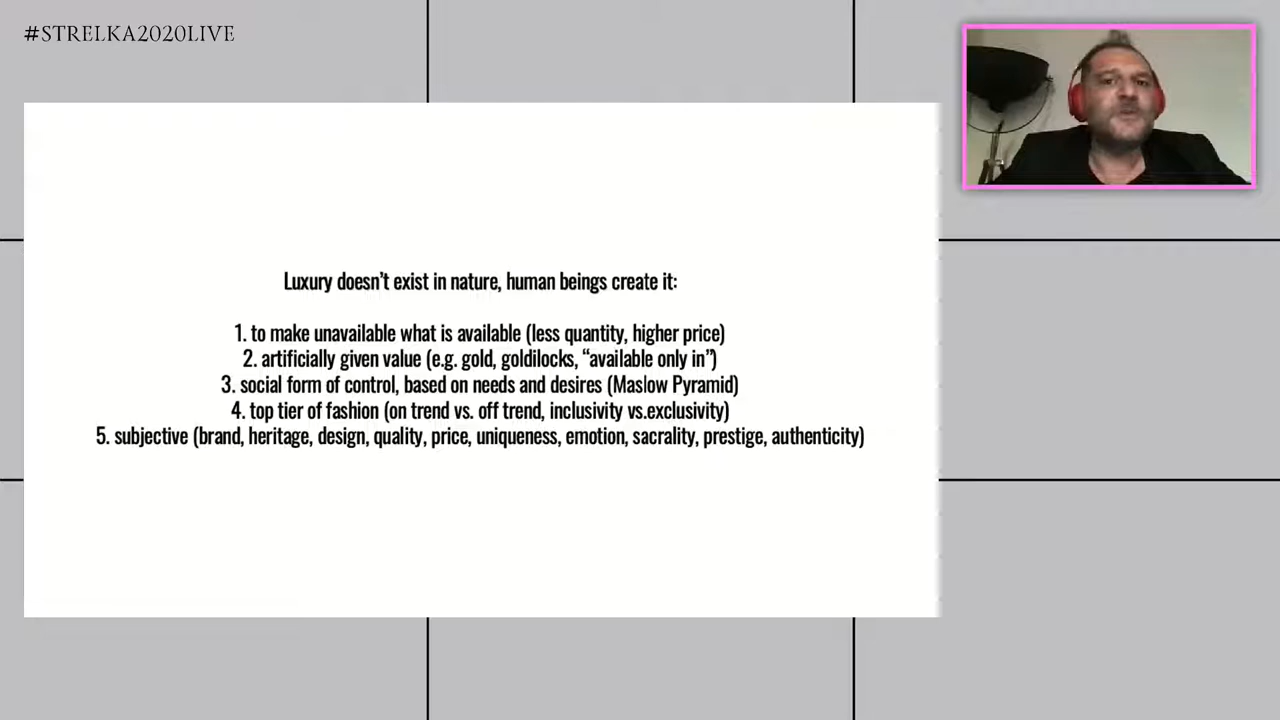 #STRELKA2020LIVE
Luxury doesn’t exist in nature, human beings create it:
1. to make unavailable what is available (less quantity, higher price)
2. artificially given value (e.g. gold, goldilocks, “available only in”)
3. social form of control, based on needs and desires (Maslow Pyramid)
4. top tier of fashion (on trend vs. off trend, inclusivity vs.exclusivity)
5. subjective (brand, heritage, design, quality, price, uniqueness, emotion, sacrality, prestige, authenticity)